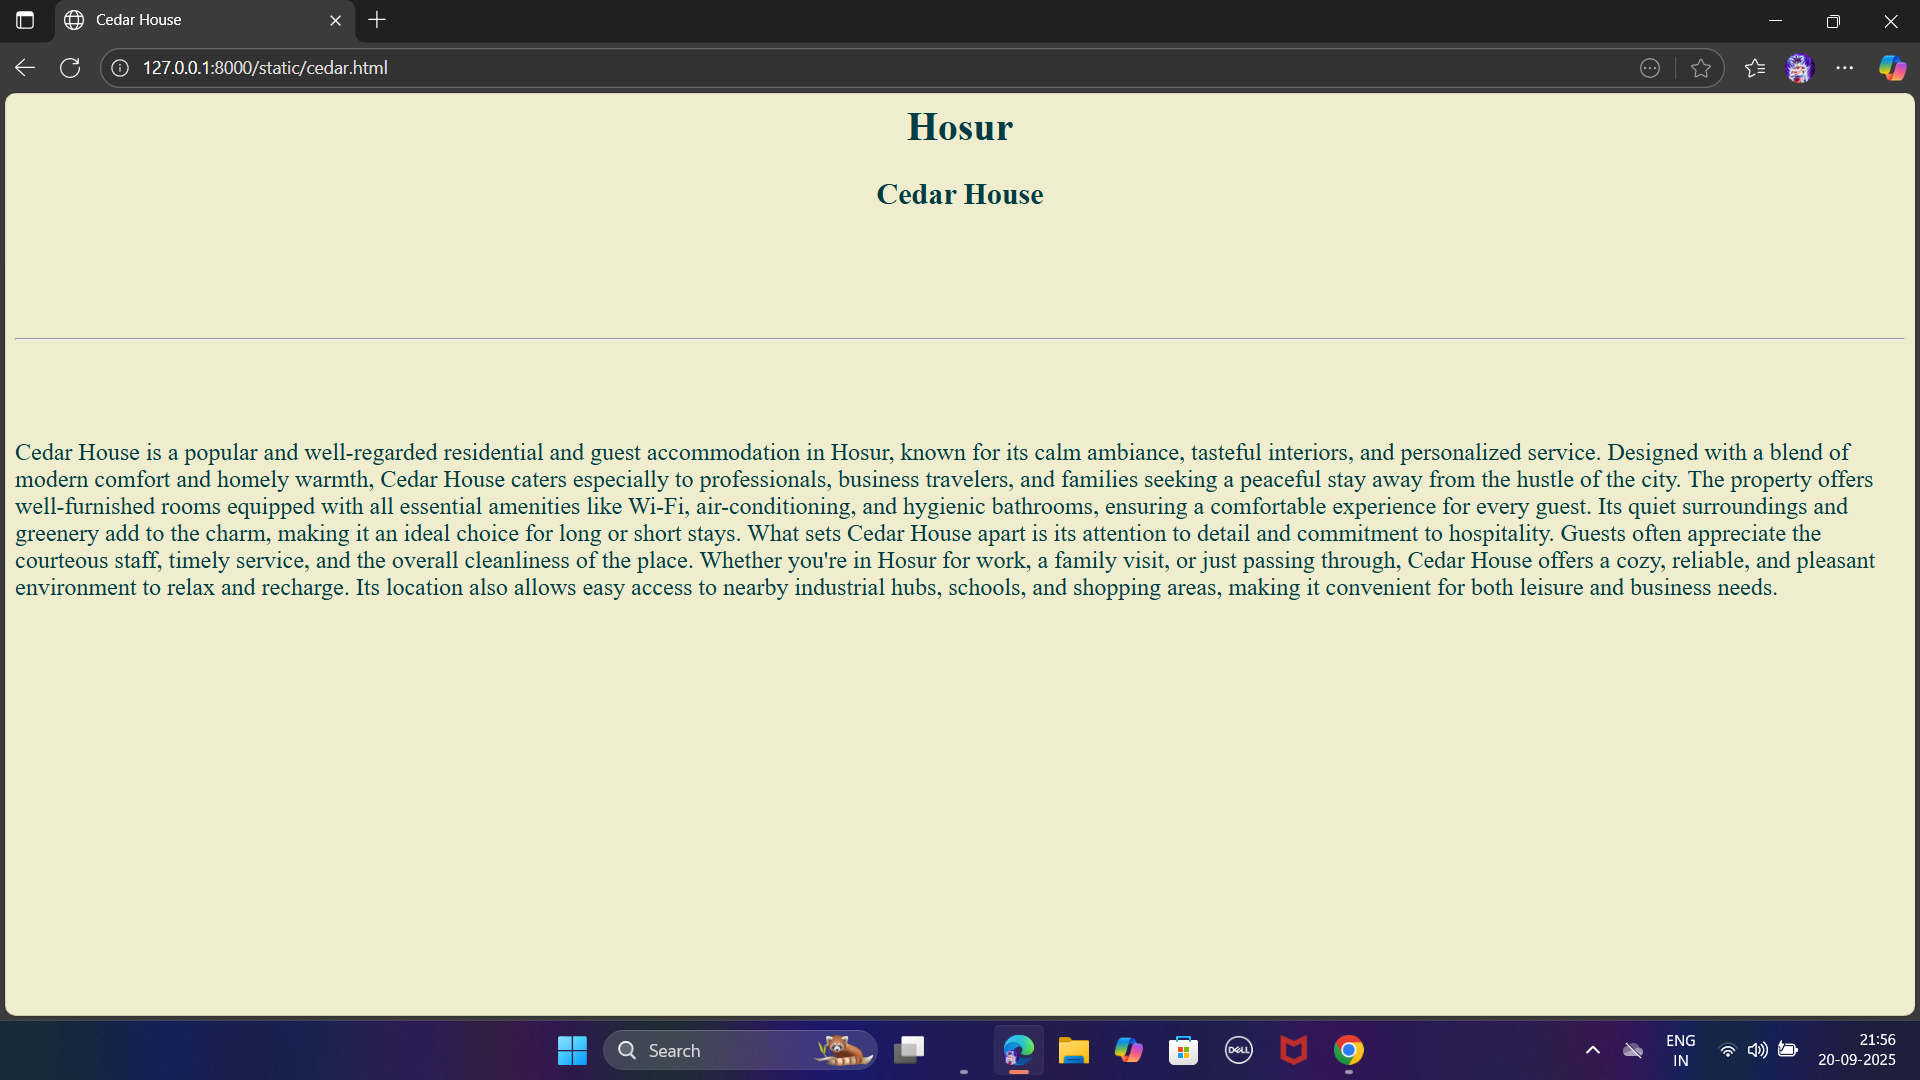 Cedar House
127.0.0.1:8000/static/cedar.html
Hosur
Cedar House
Cedar House is a popular and well-regarded residential and guest accommodation in Hosur, known for its calm ambiance, tasteful interiors, and personalized service. Designed with a blend of
modern comfort and homely warmth, Cedar House caters especially to professionals, business travelers, and families seeking a peaceful stay away from the hustle of the city. The property offers
well-furnished rooms equipped with all essential amenities like Wi-Fi, air-conditioning, and hygienic bathrooms, ensuring a comfortable experience for every guest. Its quiet surroundings and
greenery add to the charm, making it an ideal choice for long or short stays. What sets Cedar House apart is its attention to detail and commitment to hospitality. Guests often appreciate the
courteous staff, timely service, and the overall cleanliness of the place. Whether you're in Hosur for work, a family visit, or just passing through, Cedar House offers a cozy, reliable, and pleasant
environment to relax and recharge. Its location also allows easy access to nearby industrial hubs, schools, and shopping areas, making it convenient for both leisure and business needs.
Search
DELL
ENG
IN
21:56
20-09-2025